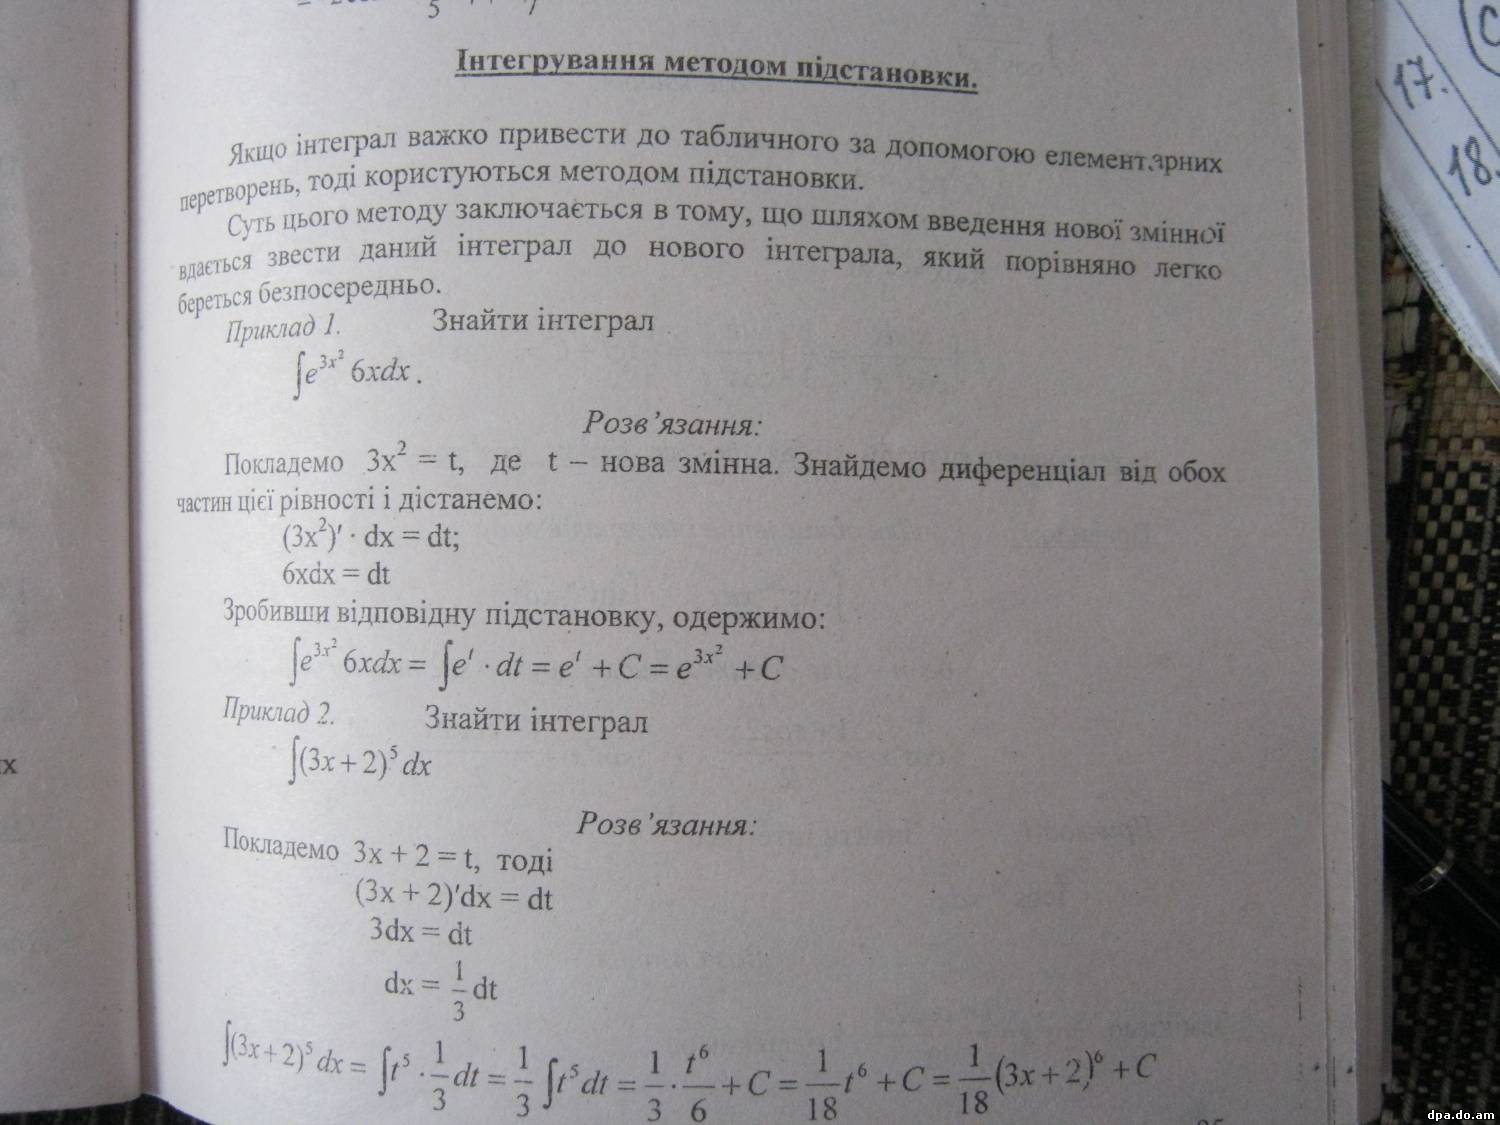 Інтегрування методом підстановки.
Якщо інтеграл важко привести до табличного за допомогою елементарних
перетворень, тоді користуються методом підстановки.
Суть цього методу заключається в тому, що шляхом введення нової змінної
вдається звести даний інтеграл до нового інтеграла, який порівняно легко
береться безпосередньо.
Приклад 1. Знайти інтеграл
∫e^{3x²} 6xdx.
Розв'язання:
Покладемо 3x² = t, де t – нова змінна. Знайдемо диференціал від обох
частин цієї рівності і дістанемо:
(3x²)′ · dx = dt;
6xdx = dt
Зробивши відповідну підстановку, одержимо:
∫e^{3x²} 6xdx = ∫e^t · dt = e^t + C = e^{3x²} + C
Приклад 2. Знайти інтеграл
∫(3x+2)⁵ dx
Розв'язання:
Покладемо 3x + 2 = t, тоді
(3x + 2)′dx = dt
3dx = dt
dx = 1/3 dt
∫(3x+2)⁵ dx = ∫t⁵ · 1/3 dt = 1/3 ∫t⁵ dt = 1/3 · t⁶/6 + C = 1/18 t⁶ + C = 1/18 (3x+2)⁶ + C
17.
18.
dpa.do.am